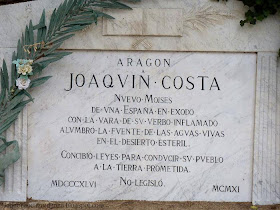 ARAGON
A
JOAQVIN · COSTA
NVEVO MOISES
DE VNA ESPAÑA EN EXODO
CON LA VARA DE SV VERBO INFLAMADO
ALVMBRO LA FVENTE DE LAS AGVAS VIVAS
EN EL DESIERTO ESTERIL.
CONCIBIO LEYES PARA CONDVCIR SV PVEBLO
A LA TIERRA PROMETIDA.
MDCCCXLVI NO LEGISLÓ MCMXI